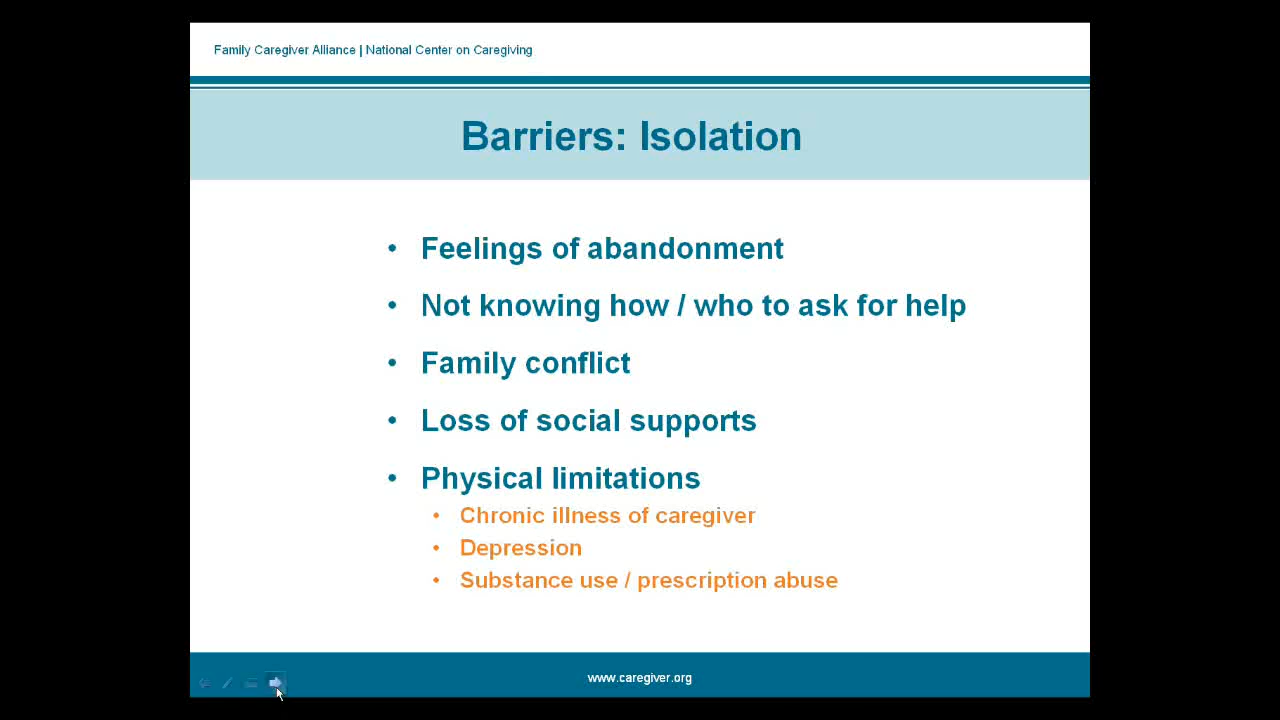 Family Caregiver Alliance | National Center on Caregiving
Barriers: Isolation
• Feelings of abandonment
• Not knowing how / who to ask for help
• Family conflict
• Loss of social supports
• Physical limitations
• Chronic illness of caregiver
• Depression
• Substance use / prescription abuse
www.caregiver.org